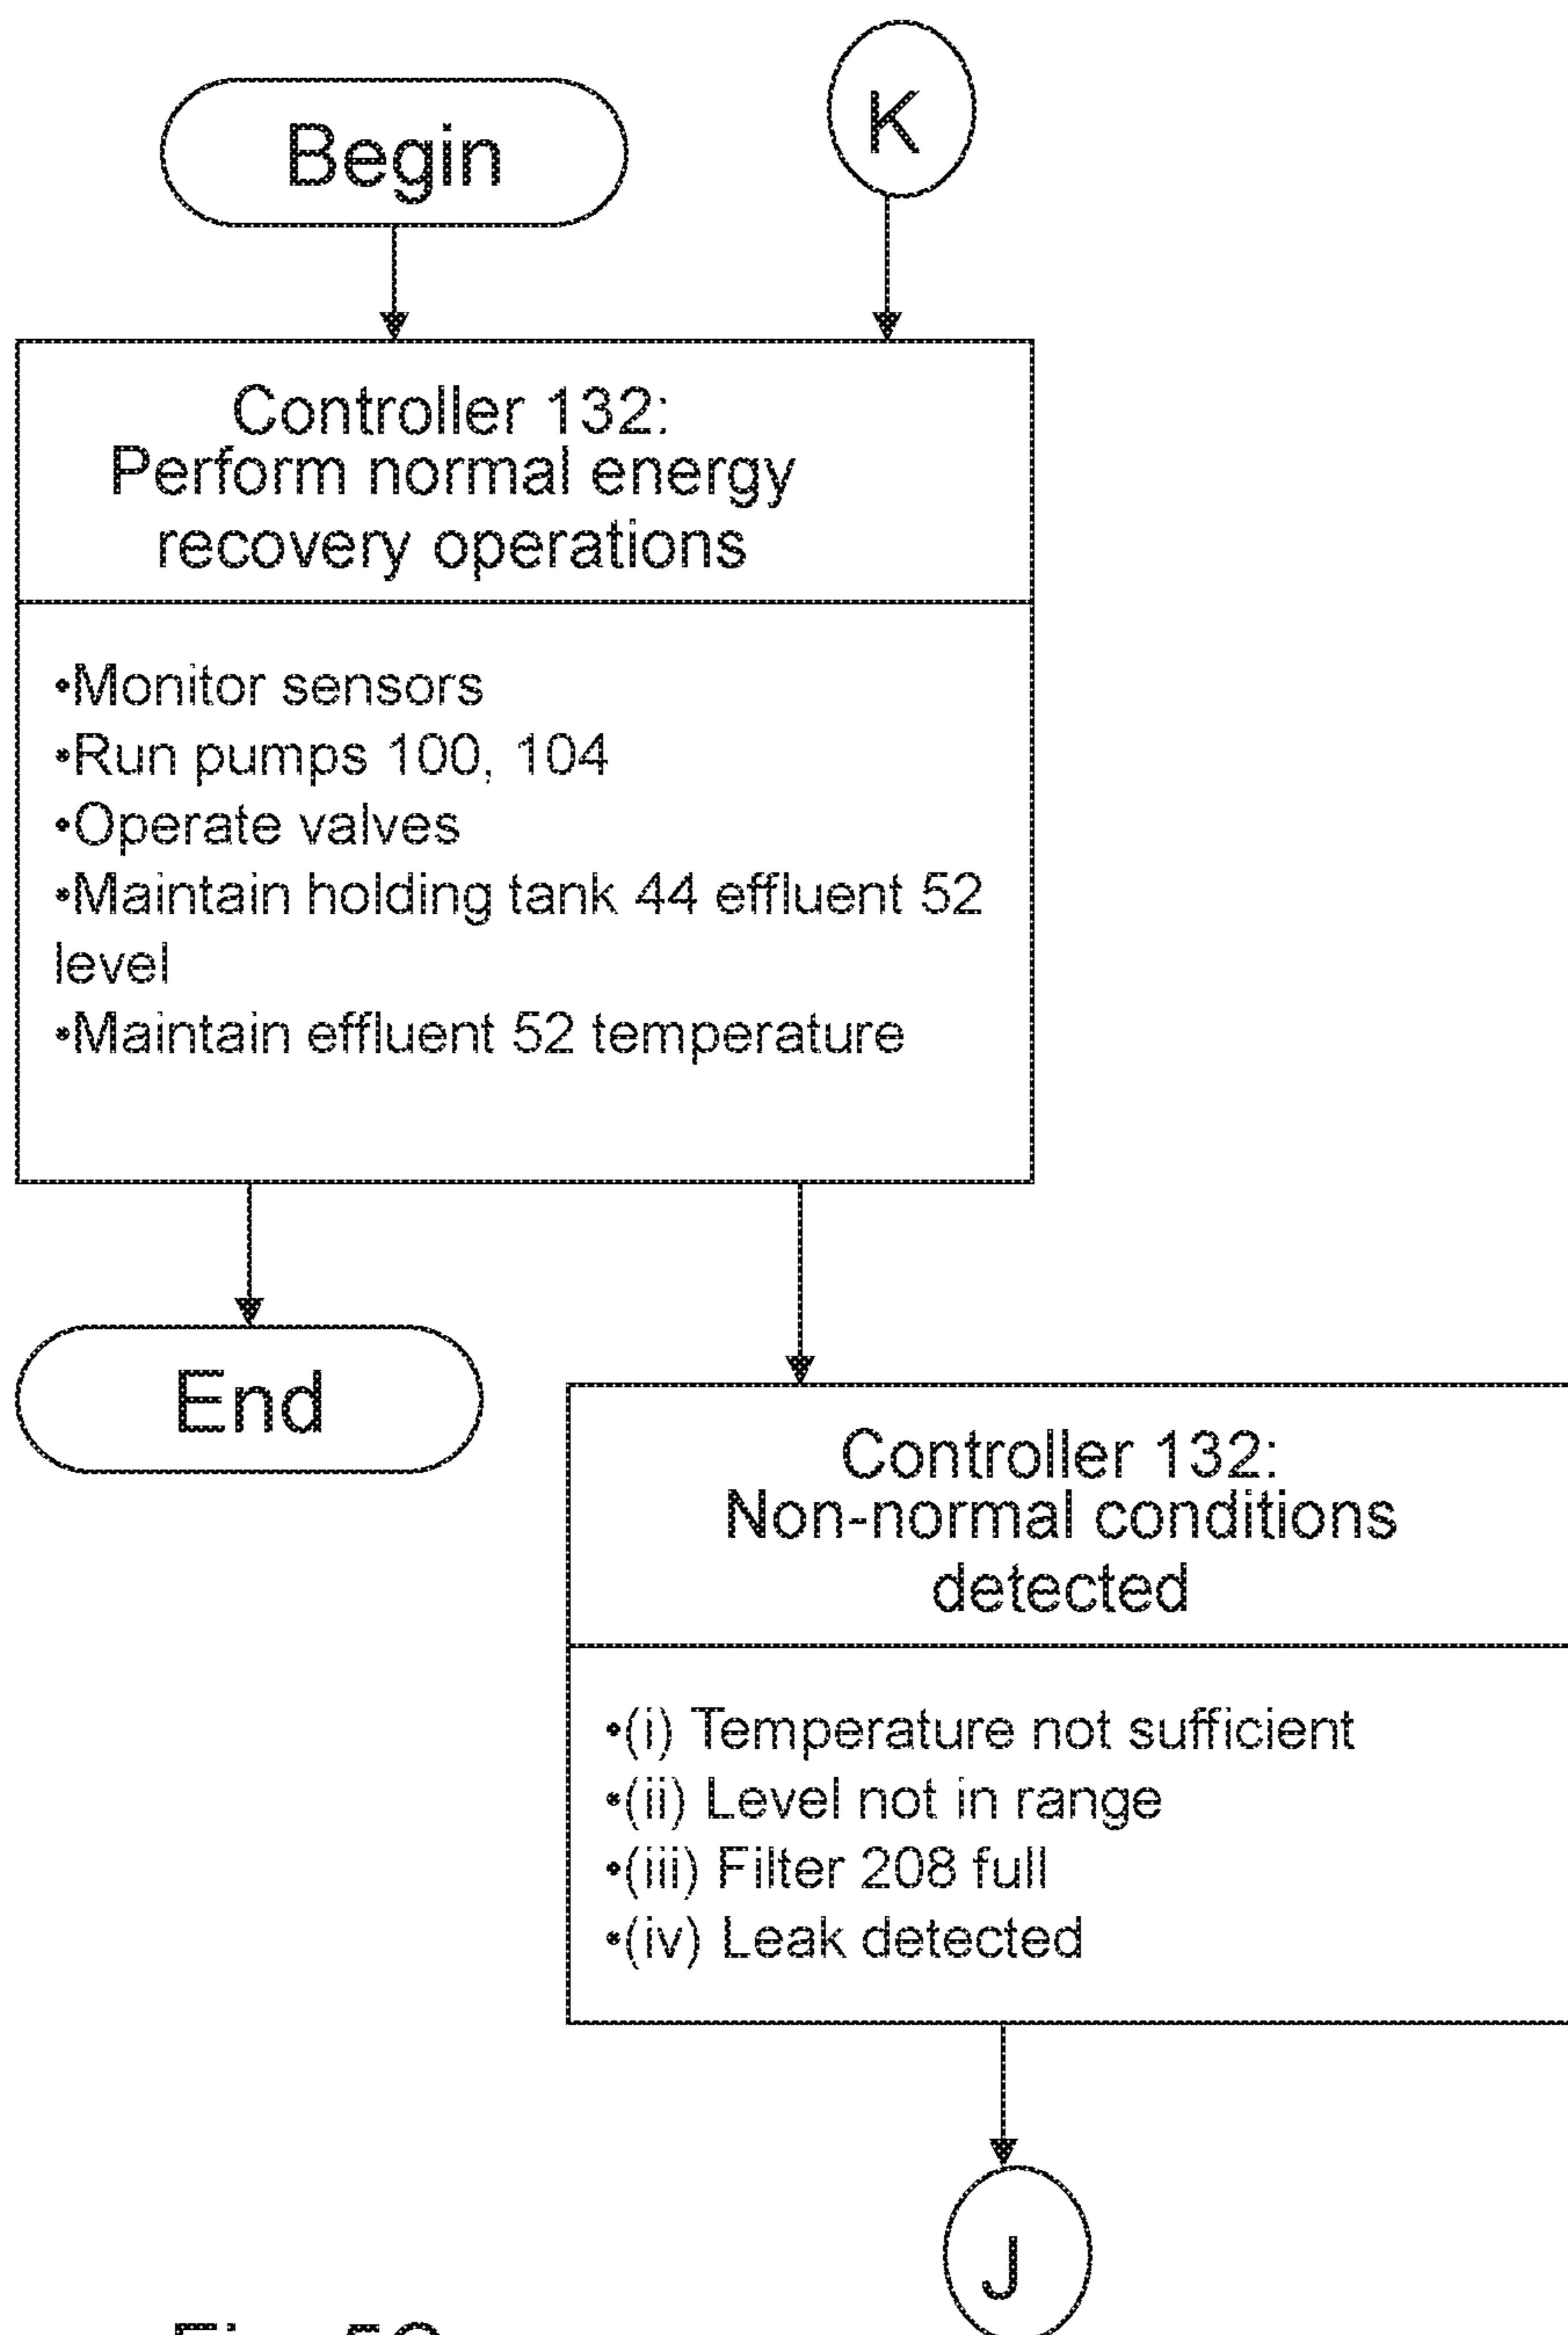 Begin
K
Controller 132:
Perform normal energy
recovery operations
•Monitor sensors
•Run pumps 100, 104
•Operate valves
•Maintain holding tank 44 effluent 52
level
•Maintain effluent 52 temperature
End
Controller 132:
Non-normal conditions
detected
•(i) Temperature not sufficient
•(ii) Level not in range
•(iii) Filter 208 full
•(iv) Leak detected
J